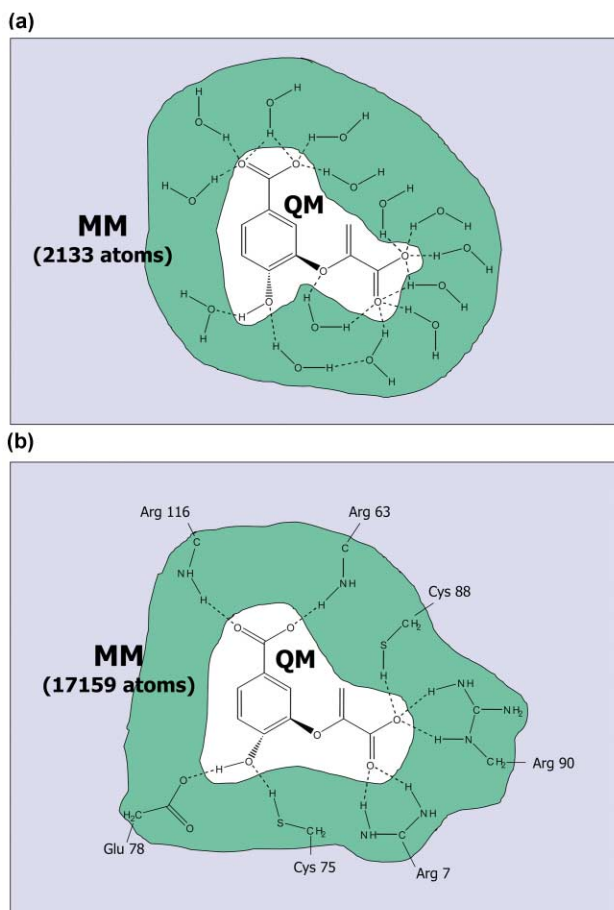 (a)
QM
MM
(2133 atoms)
(b)
Arg 116
Arg 63
Cys 88
QM
MM
(17159 atoms)
Arg 90
Glu 78
Cys 75
Arg 7